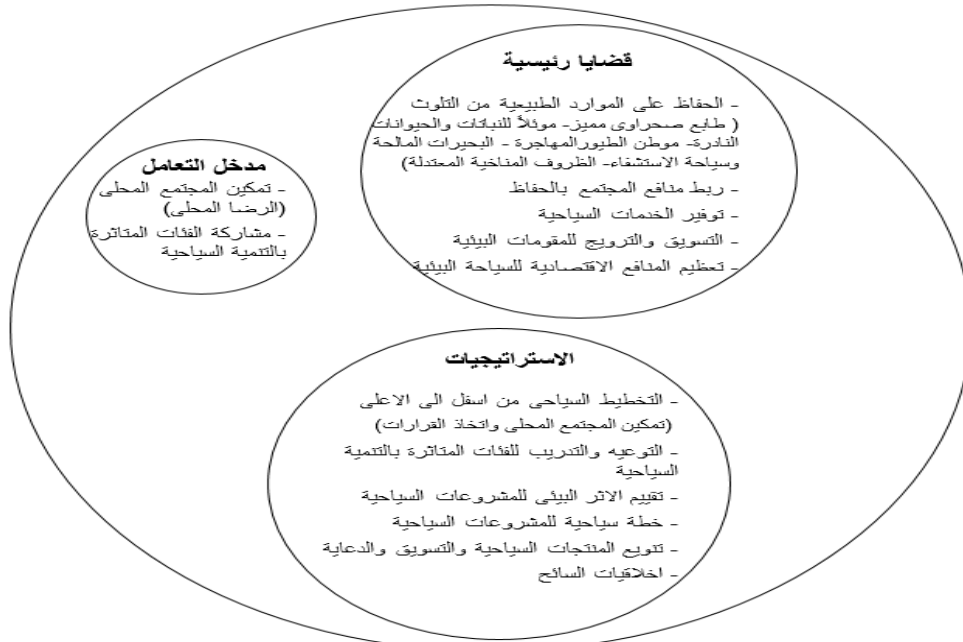 قضايا رئيسية
- الحفاظ على الموارد الطبيعية من التلوث
( طابع صحراوى مميز- موئلاً للنباتات والحيوانات
النادرة- موطن الطيورالمهاجرة - البحيرات المالحة
وسياحة الاستشفاء- الظروف المناخية المعتدلة)
- ربط منافع المجتمع بالحفاظ
- توفير الخدمات السياحية
- التسويق والترويج للمقومات البيئية
- تعظيم المنافع الاقتصادية للسياحة البيئية
مدخل التعامل
- تمكين المجتمع المحلى
(الرضا المحلى)
- مشاركة الفئات المتاثرة
بالتنمية السياحية
الاستراتيجيات
- التخطيط السياحى من اسفل الى الاعلى
(تمكين المجتمع المحلى واتخاذ القرارات)
- التوعيه والتدريب للفئات المتاثرة بالتنمية
السياحية
- تقييم الاثر البيئى للمشروعات السياحية
- خطة سياحية للمشروعات السياحية
- تنويع المنتجات السياحية والتسويق والدعاية
- اخلاقيات السائح